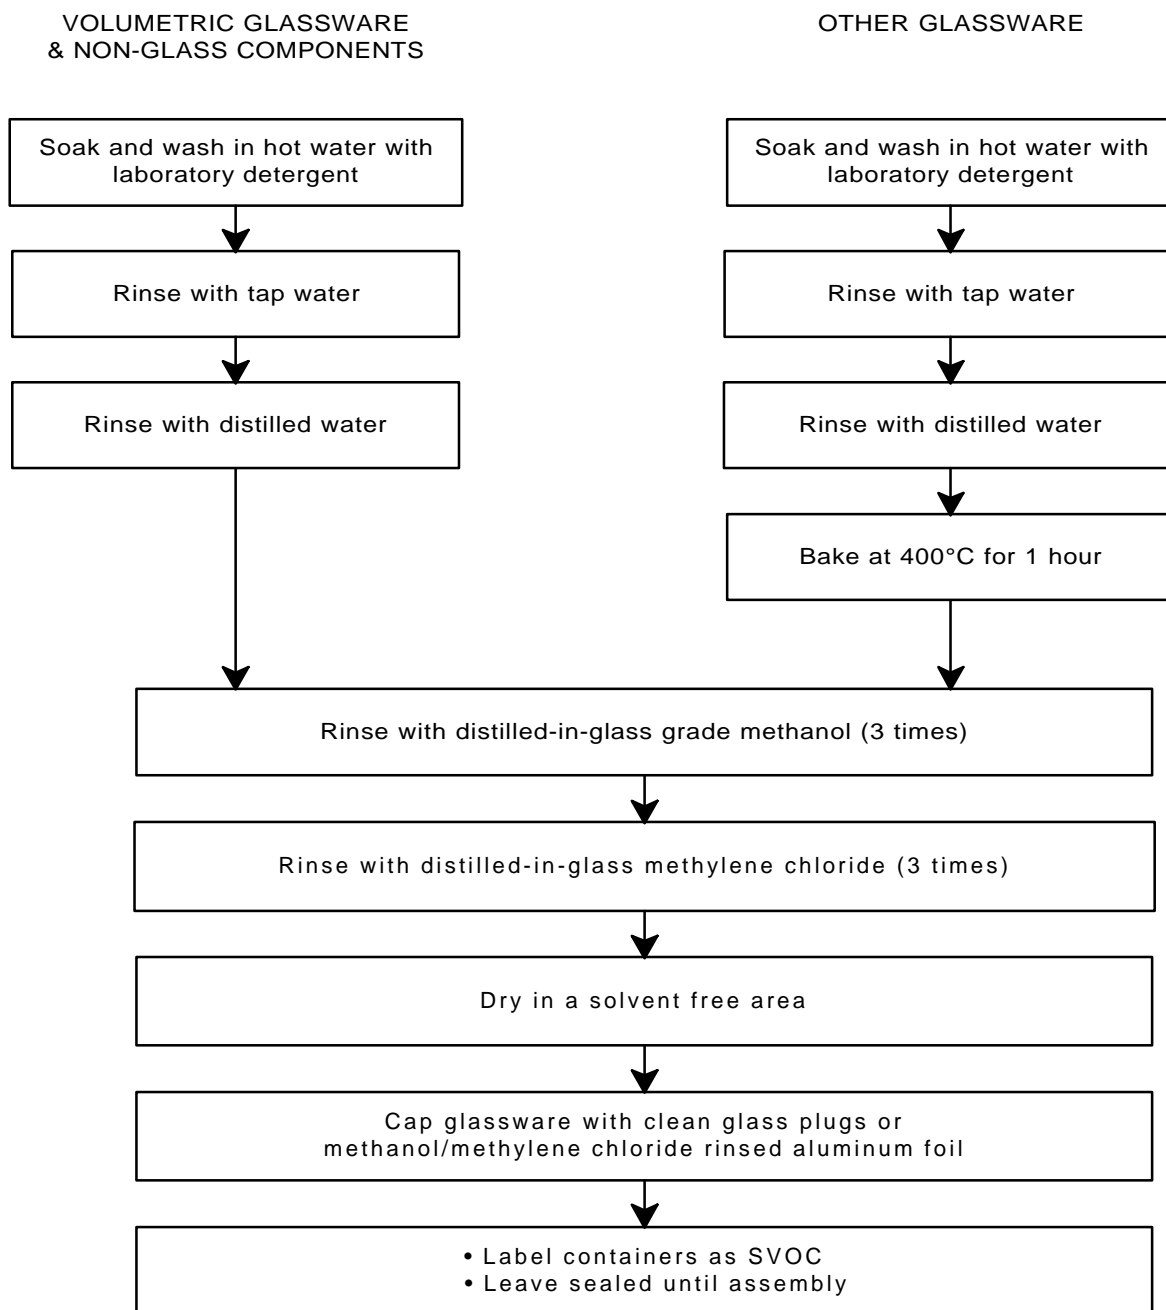 VOLUMETRIC GLASSWARE
& NON-GLASS COMPONENTS
OTHER GLASSWARE
Soak and wash in hot water with
laboratory detergent
Soak and wash in hot water with
laboratory detergent
Rinse with tap water
Rinse with tap water
Rinse with distilled water
Rinse with distilled water
Bake at 400°C for 1 hour
Rinse with distilled-in-glass grade methanol (3 times)
Rinse with distilled-in-glass methylene chloride (3 times)
Dry in a solvent free area
Cap glassware with clean glass plugs or
methanol/methylene chloride rinsed aluminum foil
• Label containers as SVOC
• Leave sealed until assembly